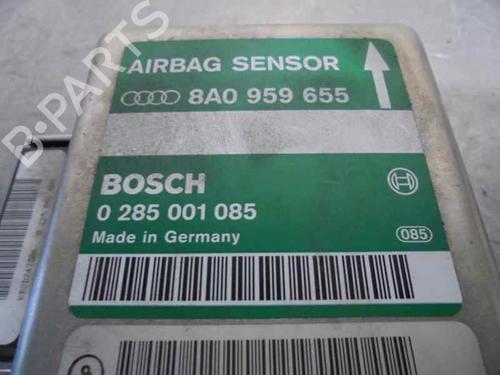 AIRBAG SENSOR
8A0 959 655
BOSCH
0 285 001 085
Made in Germany
085
B-PARTS